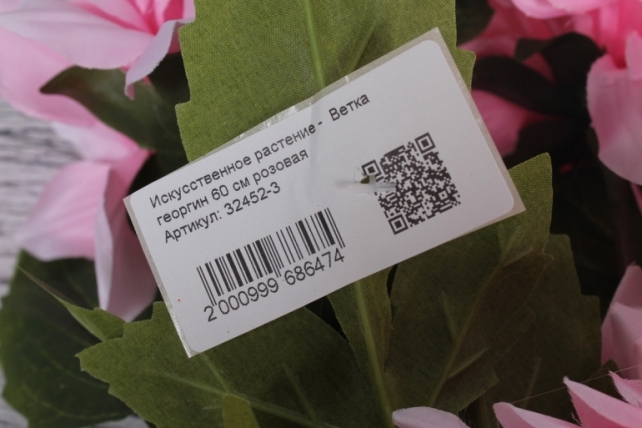 Искусственное растение - Ветка
георгин 60 см розовая
Артикул: 32452-3
2 000999 686474